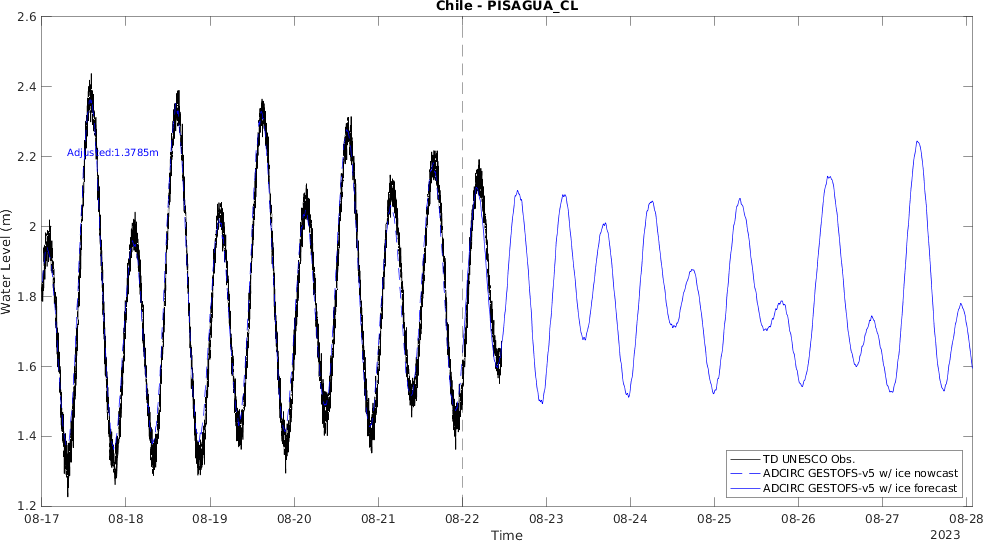 Chile - PISAGUA_CL
2.6
2.4
2.2
2
1.8
1.6
1.4
1.2
Water Level (m)
Adjusted:1.3785m
TD UNESCO Obs.
ADCIRC GESTOFS-v5 w/ ice nowcast
ADCIRC GESTOFS-v5 w/ ice forecast
08-17 08-18 08-19 08-20 08-21 08-22 08-23 08-24 08-25 08-26 08-27 08-28
Time
2023